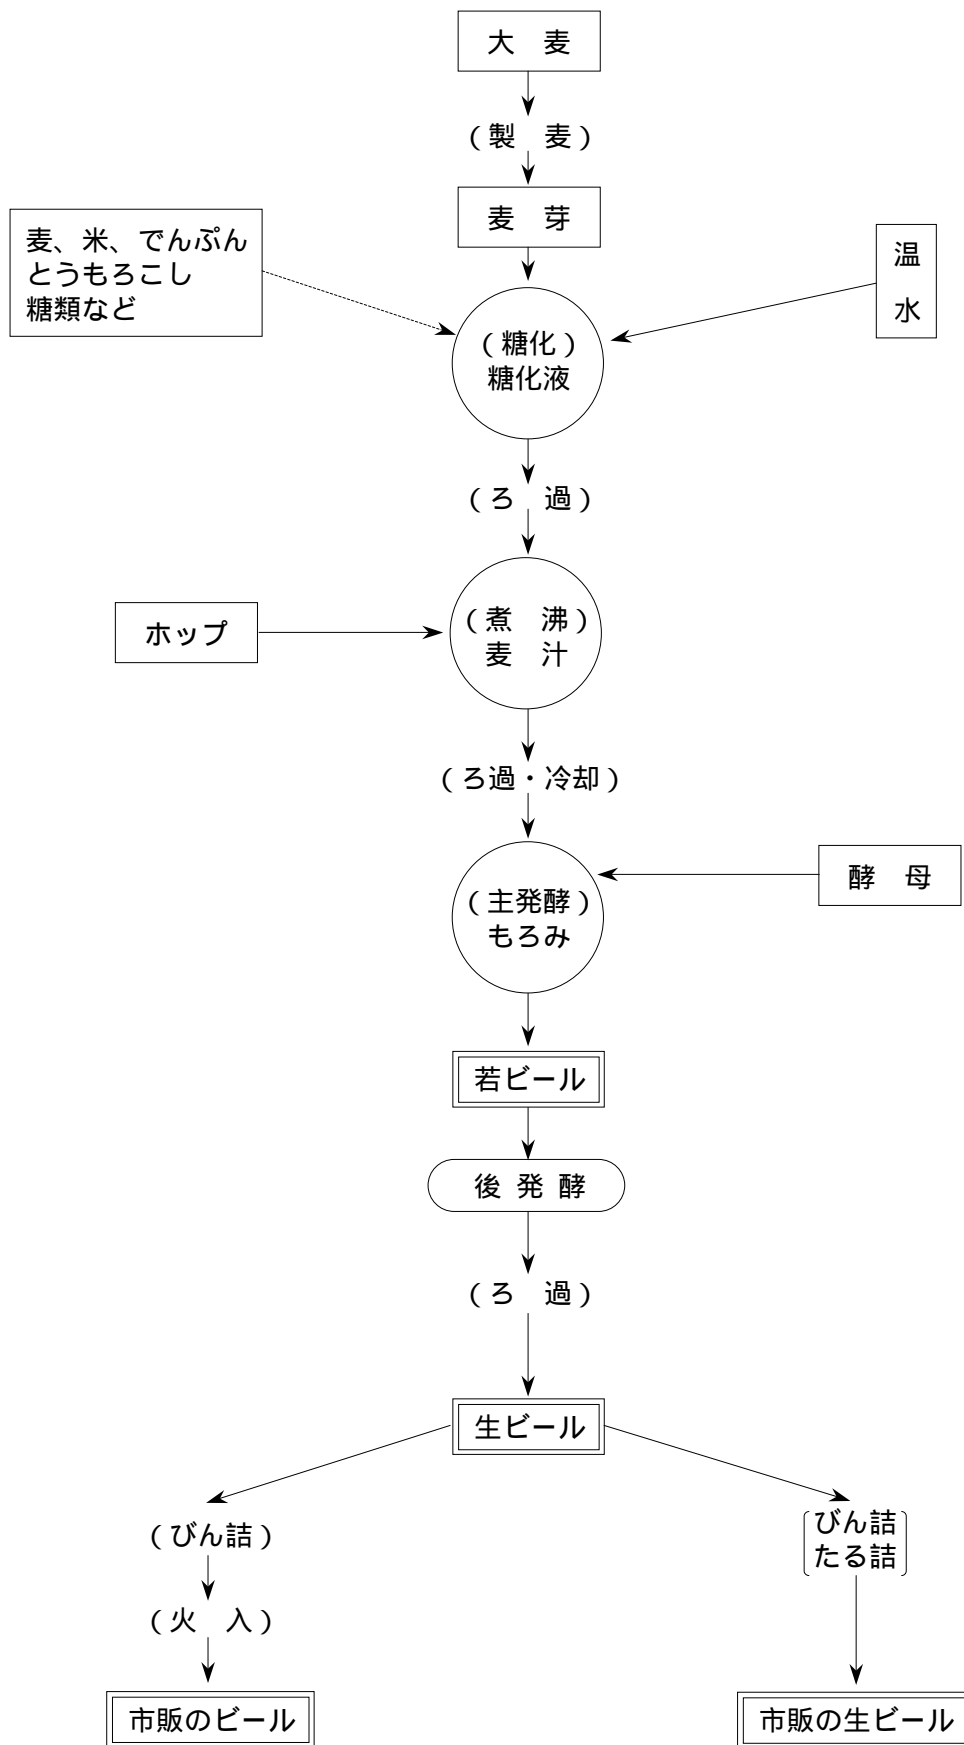 大　麦
（製　麦）
麦　芽
麦、米、でんぷん
とうもろこし
糖類など
温
水
（糖化）
糖化液
（ろ　過）
ホップ
（煮　沸）
麦　汁
（ろ過・冷却）
酵　母
（主発酵）
もろみ
若ビール
後 発 酵
（ろ　過）
生ビール
（びん詰）
（火　入）
市販のビール
びん詰
たる詰
市販の生ビール